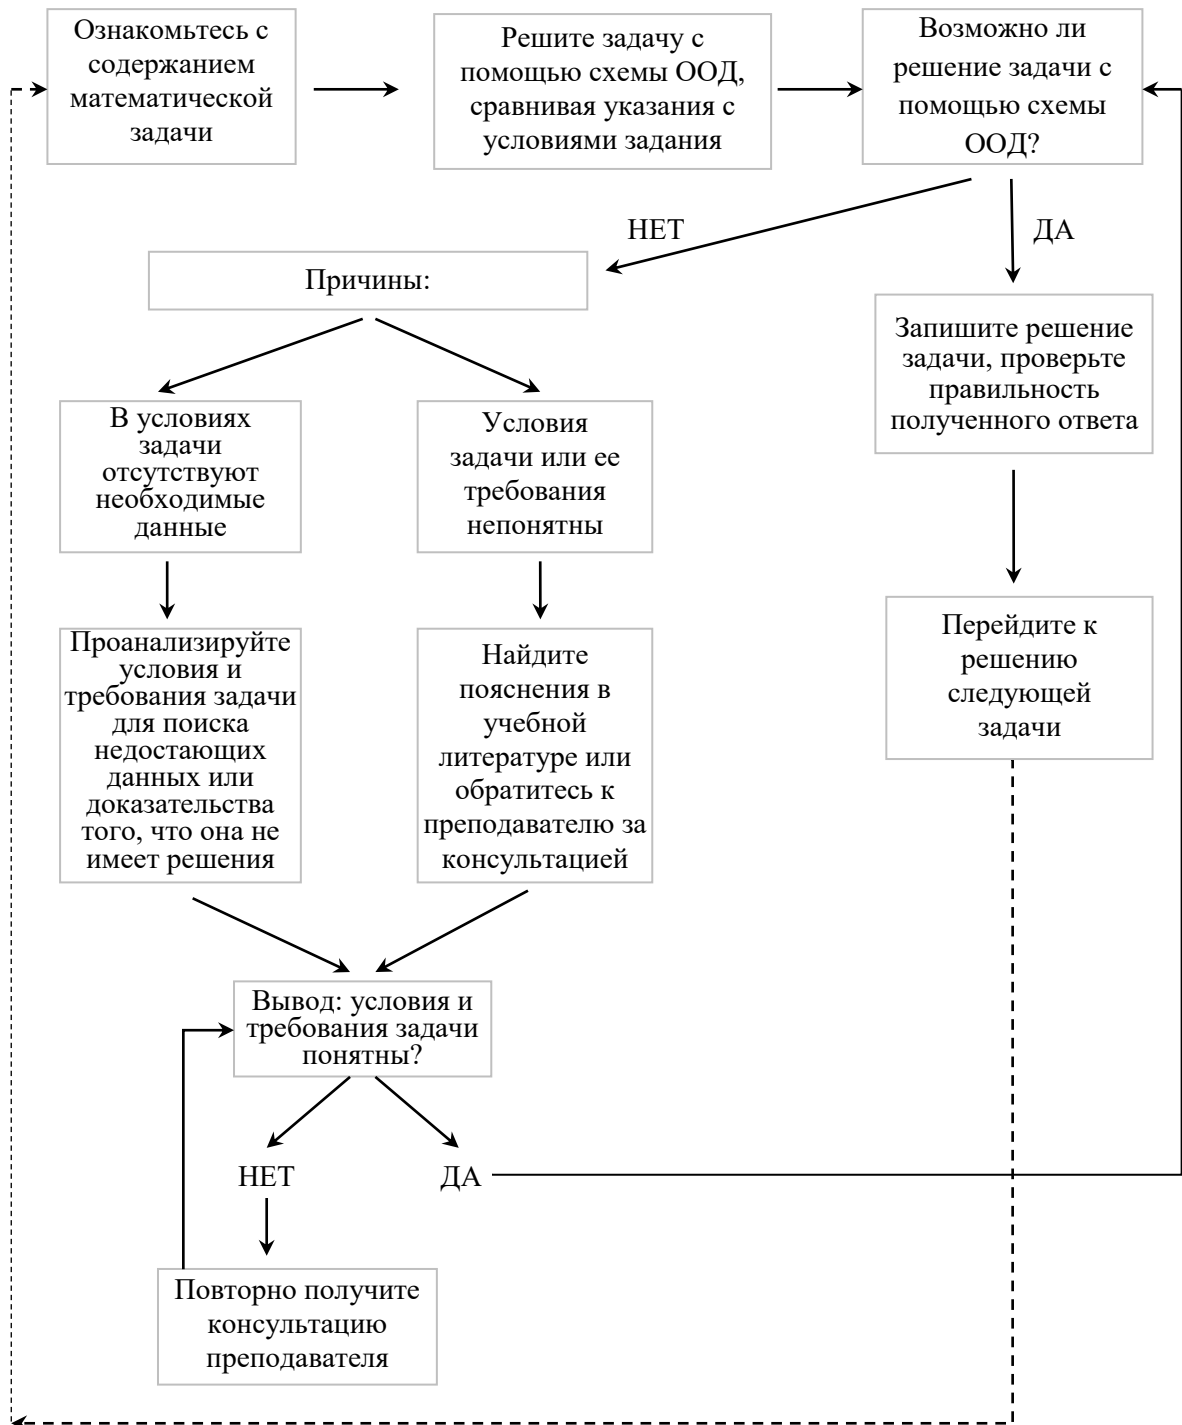 Ознакомьтесь с
содержанием
математической
задачи
Решите задачу с
помощью схемы ООД,
сравнивая указания с
условиями задания
Возможно ли
решение задачи с
помощью схемы
ООД?
НЕТ
ДА
Причины:
Запишите решение
задачи, проверьте
правильность
полученного ответа
В условиях
задачи
отсутствуют
необходимые
данные
Условия
задачи или ее
требования
непонятны
Перейдите к
решению
следующей
задачи
Проанализируйте
условия и
требования задачи
для поиска
недостающих
данных или
доказательства
того, что она не
имеет решения
Найдите
пояснения в
учебной
литературе или
обратитесь к
преподавателю за
консультацией
Вывод: условия и
требования задачи
понятны?
НЕТ
ДА
Повторно получите
консультацию
преподавателя